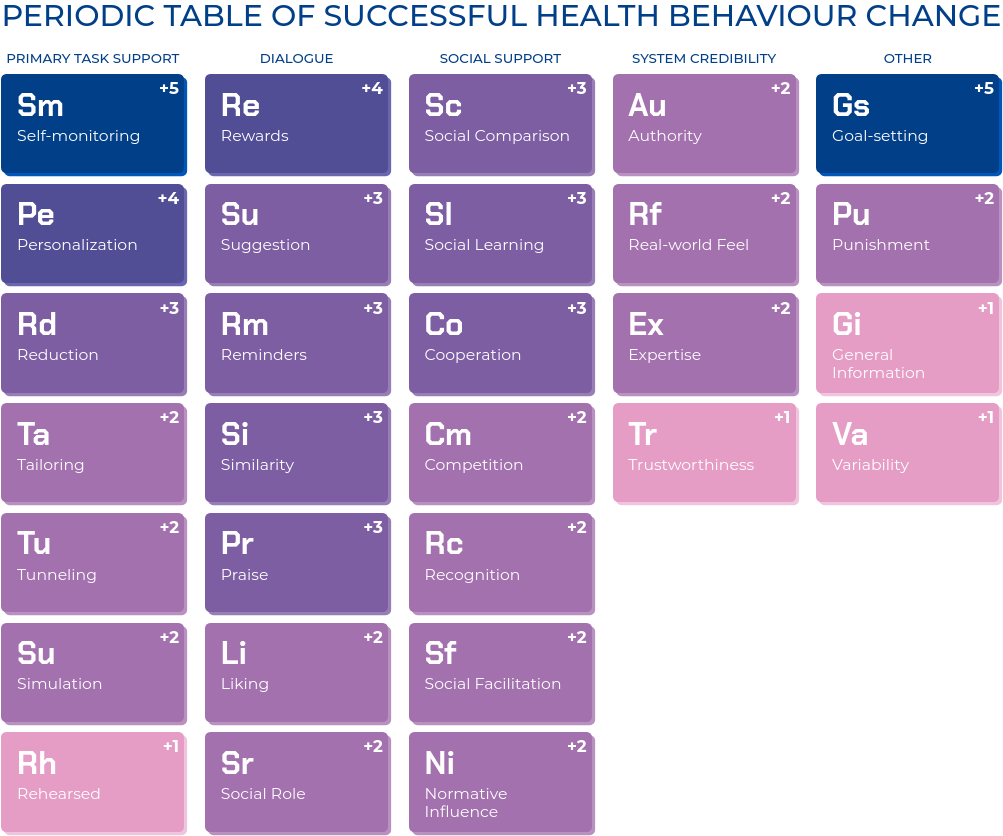 PERIODIC TABLE OF SUCCESSFUL HEALTH BEHAVIOUR CHANGE
PRIMARY TASK SUPPORT
+5
Sm
Self-monitoring
+4
Pe
Personalization
+3
Rd
Reduction
+2
Ta
Tailoring
+2
Tu
Tunneling
+2
Su
Simulation
+1
Rh
Rehearsed
DIALOGUE
+4
Re
Rewards
+3
Su
Suggestion
+3
Rm
Reminders
+3
Si
Similarity
+3
Pr
Praise
+2
Li
Liking
+2
Sr
Social Role
SOCIAL SUPPORT
+3
Sc
Social Comparison
+3
Sl
Social Learning
+3
Co
Cooperation
+2
Cm
Competition
+2
Rc
Recognition
+2
Sf
Social Facilitation
+2
Ni
Normative
Influence
SYSTEM CREDIBILITY
+2
Au
Authority
+2
Rf
Real-world Feel
+2
Ex
Expertise
+1
Tr
Trustworthiness
OTHER
+5
Gs
Goal-setting
+2
Pu
Punishment
+1
Gi
General
Information
+1
Va
Variability